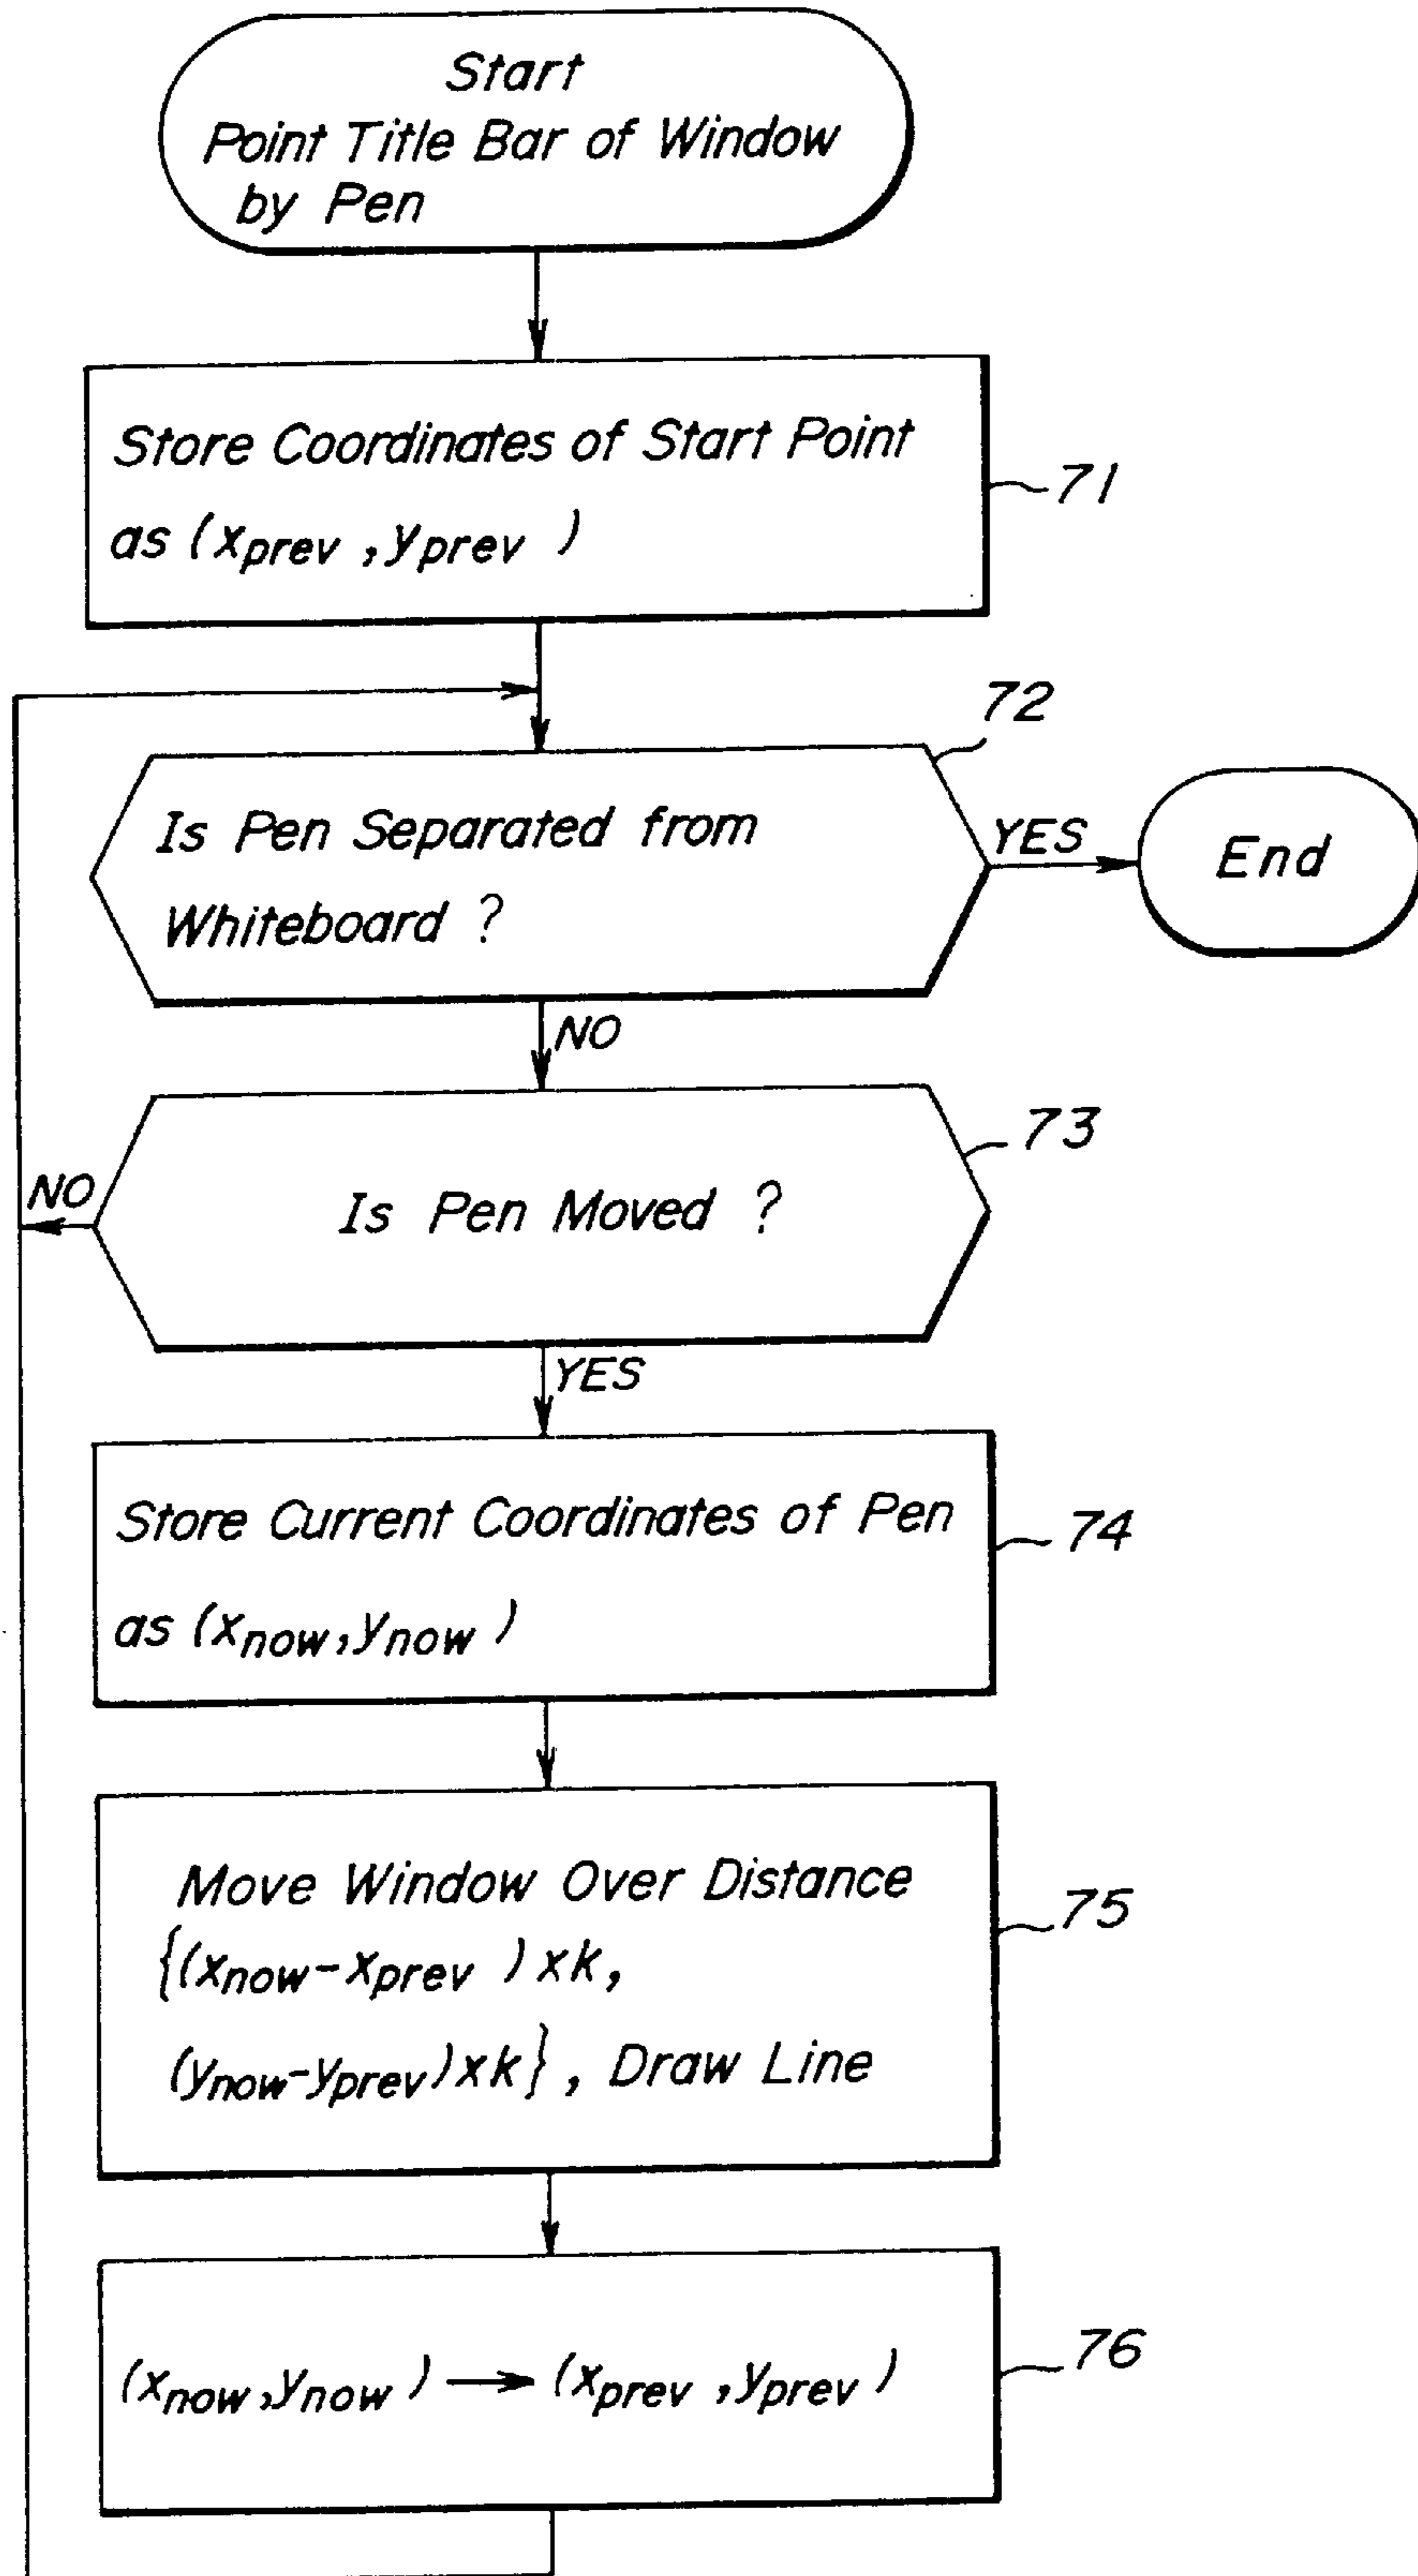 Start
Point Title Bar of Window
by Pen
Store Coordinates of Start Point
as (xprev ,yprev )
71
72
Is Pen Separated from
Whiteboard ?
YES
End
NO
73
Is Pen Moved ?
NO
YES
Store Current Coordinates of Pen
as (xnow,ynow )
74
Move Window Over Distance
{(xnow-xprev )xk,
(ynow-yprev)xk}, Draw Line
75
(xnow,ynow ) → (xprev ,yprev )
76